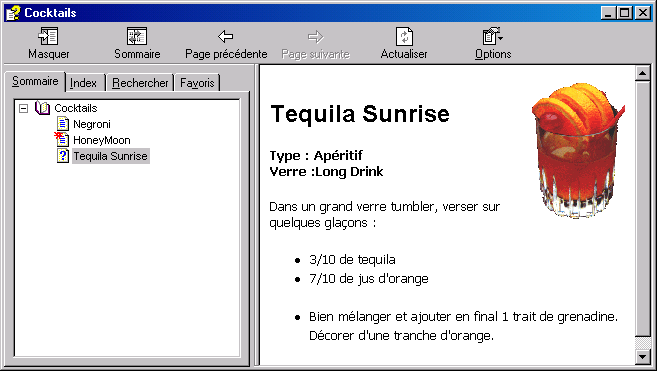 Cocktails
Masquer Sommaire Page précédente Page suivante Actualiser Options
Sommaire Index Rechercher Favoris
Cocktails
Negroni
HoneyMoon
Tequila Sunrise
Tequila Sunrise
Type : Apéritif
Verre :Long Drink
Dans un grand verre tumbler, verser sur
quelques glaçons :
3/10 de tequila
7/10 de jus d'orange
Bien mélanger et ajouter en final 1 trait de grenadine.
Décorer d'une tranche d'orange.